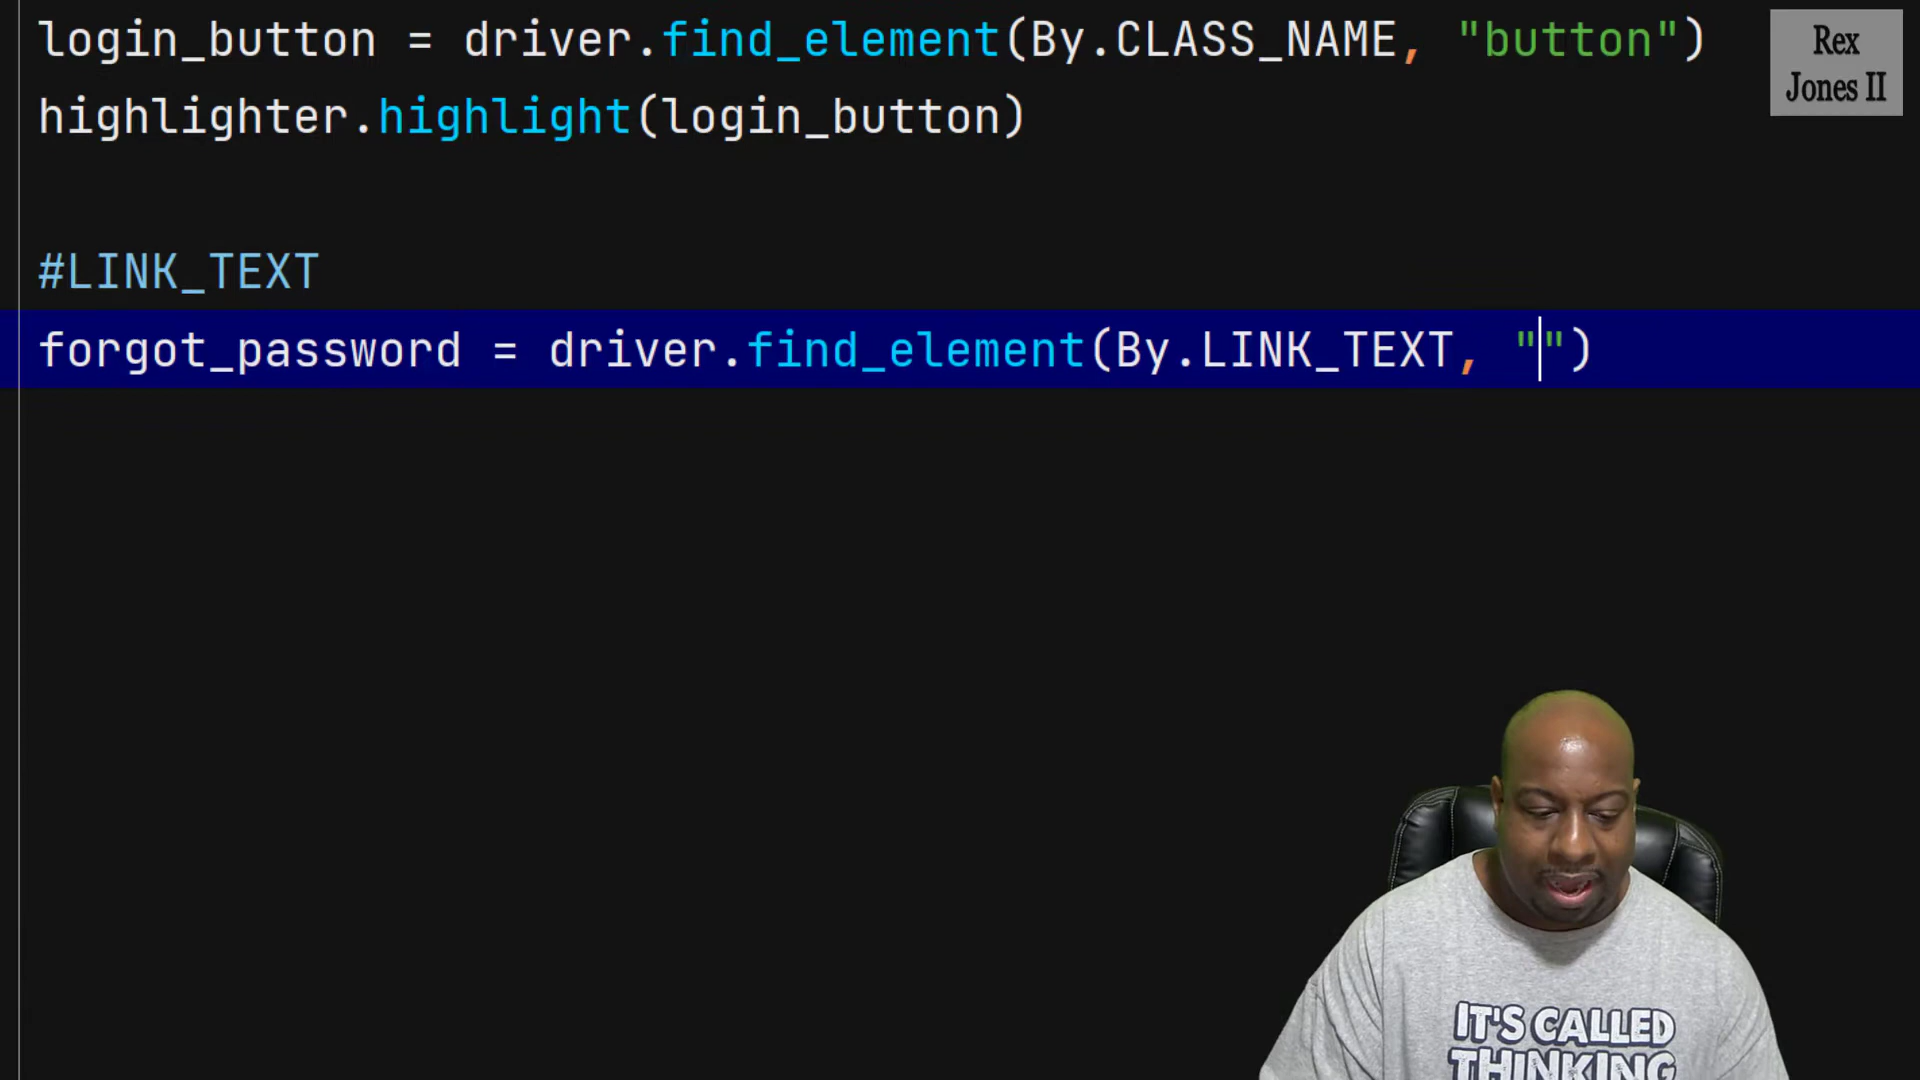 login_button = driver.find_element(By.CLASS_NAME, "button")
Rex
Jones II
highlighter.highlight(login_button)
#LINK_TEXT
forgot_password = driver.find_element(By.LINK_TEXT, "")
IT'S CALLED
THINKING